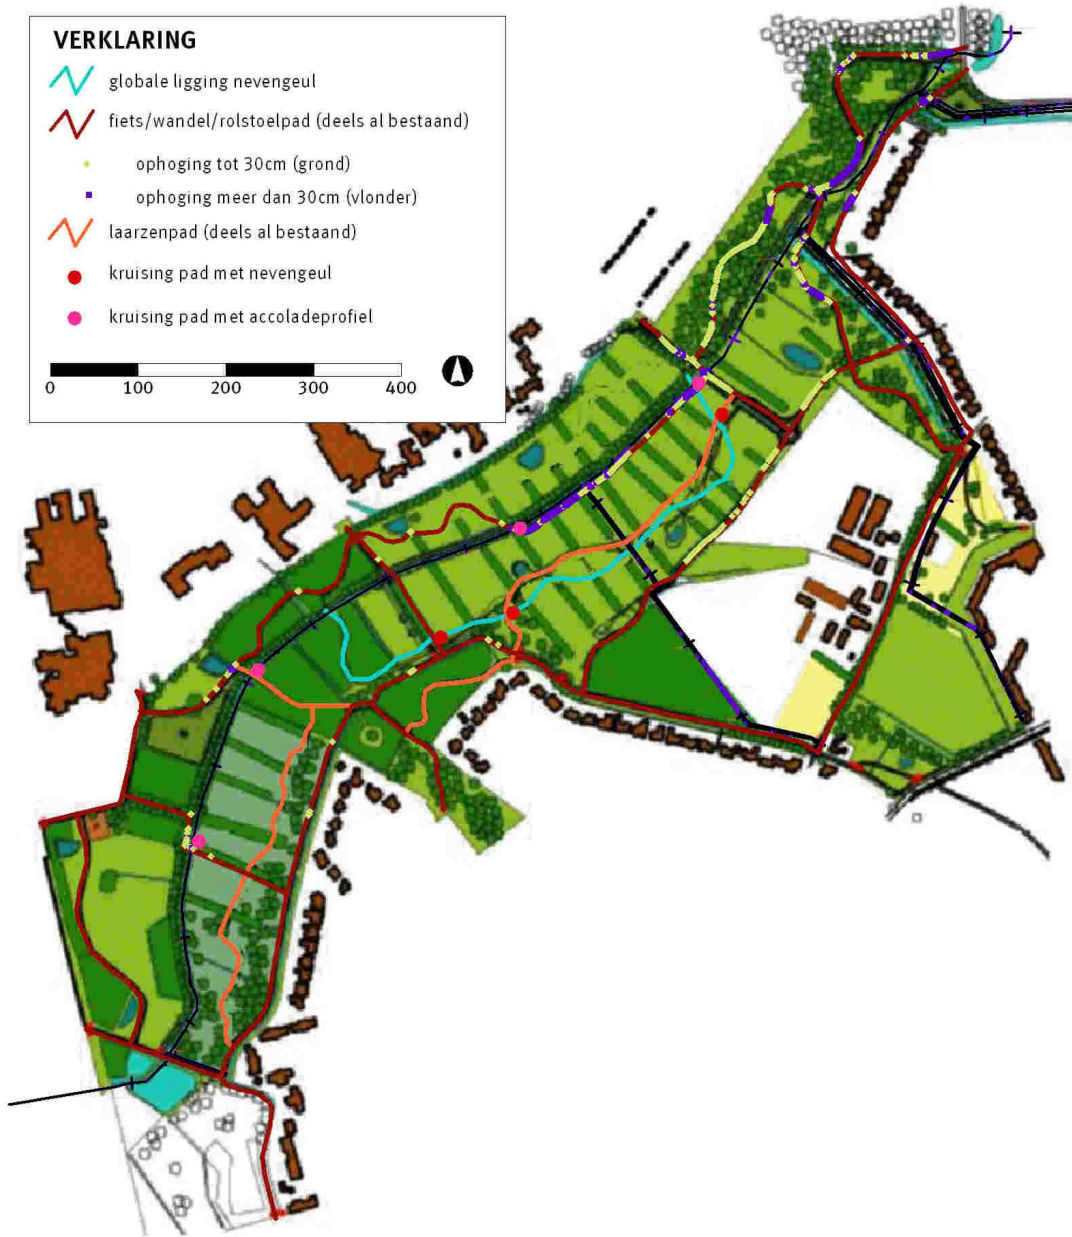 VERKLARING
globale ligging nevengeul
fiets/wandel/rolstoelpad (deels al bestaand)
ophoging tot 30cm (grond)
ophoging meer dan 30cm (vlonder)
laarzenpad (deels al bestaand)
kruising pad met nevengeul
kruising pad met accoladeprofiel
0 100 200 300 400